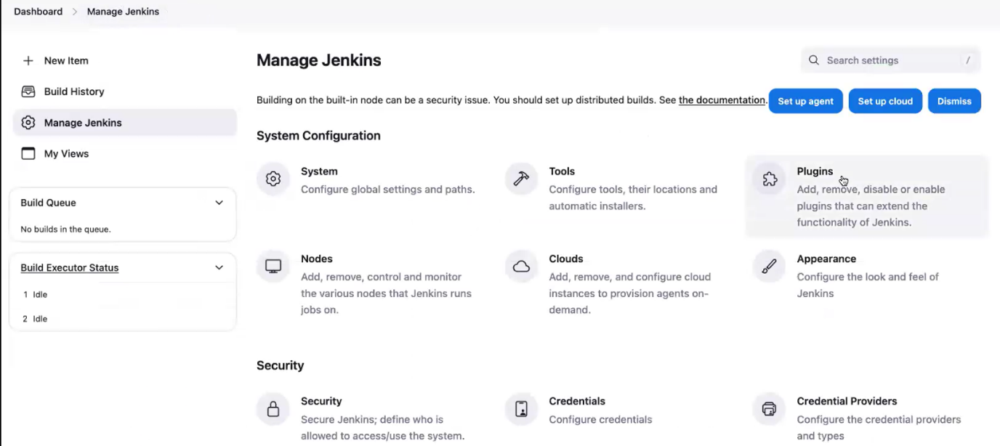 Dashboard > Manage Jenkins
New Item
Build History
Manage Jenkins
My Views
Build Queue
No builds in the queue.
Build Executor Status
1 Idle
2 Idle
Manage Jenkins
Search settings /
Building on the built-in node can be a security issue. You should set up distributed builds. See the documentation.
Set up agent
Set up cloud
Dismiss
System Configuration
System
Configure global settings and paths.
Tools
Configure tools, their locations and
automatic installers.
Plugins
Add, remove, disable or enable
plugins that can extend the
functionality of Jenkins.
Nodes
Add, remove, control and monitor
the various nodes that Jenkins runs
jobs on.
Clouds
Add, remove, and configure cloud
instances to provision agents on-
demand.
Appearance
Configure the look and feel of
Jenkins
Security
Security
Secure Jenkins; define who is
allowed to access/use the system.
Credentials
Configure credentials
Credential Providers
Configure the credential providers
and types